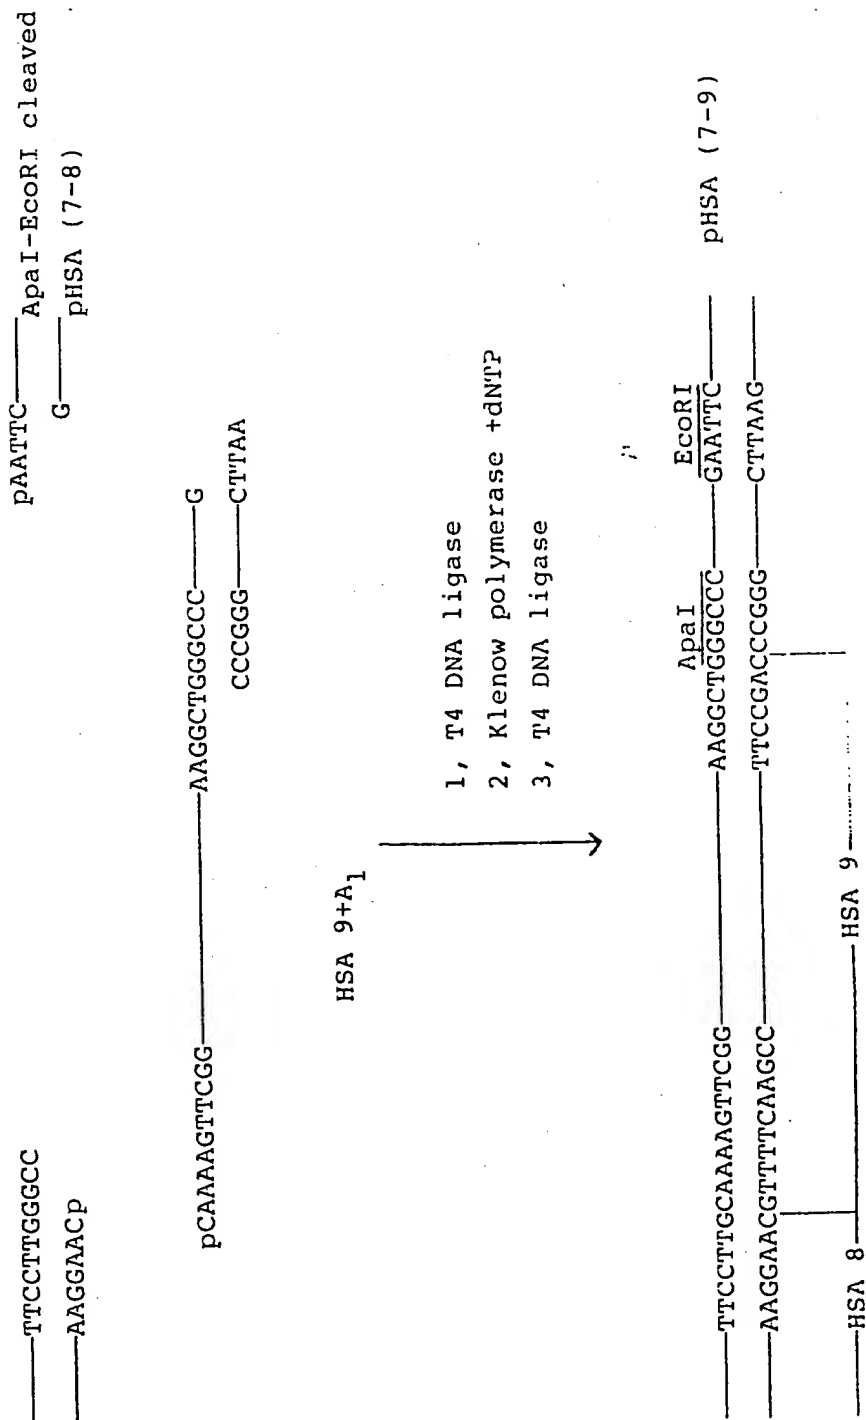 TTCCTTGGGCC pAATTC ApaI-EcoRI cleaved
AAGGAACp G pHSA (7-8)
pCAAAAGTTCGG AAGGCTGGGCCC G
CCCGGG CTTAA
HSA 9+A1
1, T4 DNA ligase
2, Klenow polymerase +dNTP
3, T4 DNA ligase
ApaI EcoRI
TTCCTTGCAAAAGTTCGG AAGGCTGGGCCC GAATTC pHSA (7-9)
AAGGAACGTTTTCAAGCC TTCCGACCCGGG CTTAAG
HSA 8 HSA 9